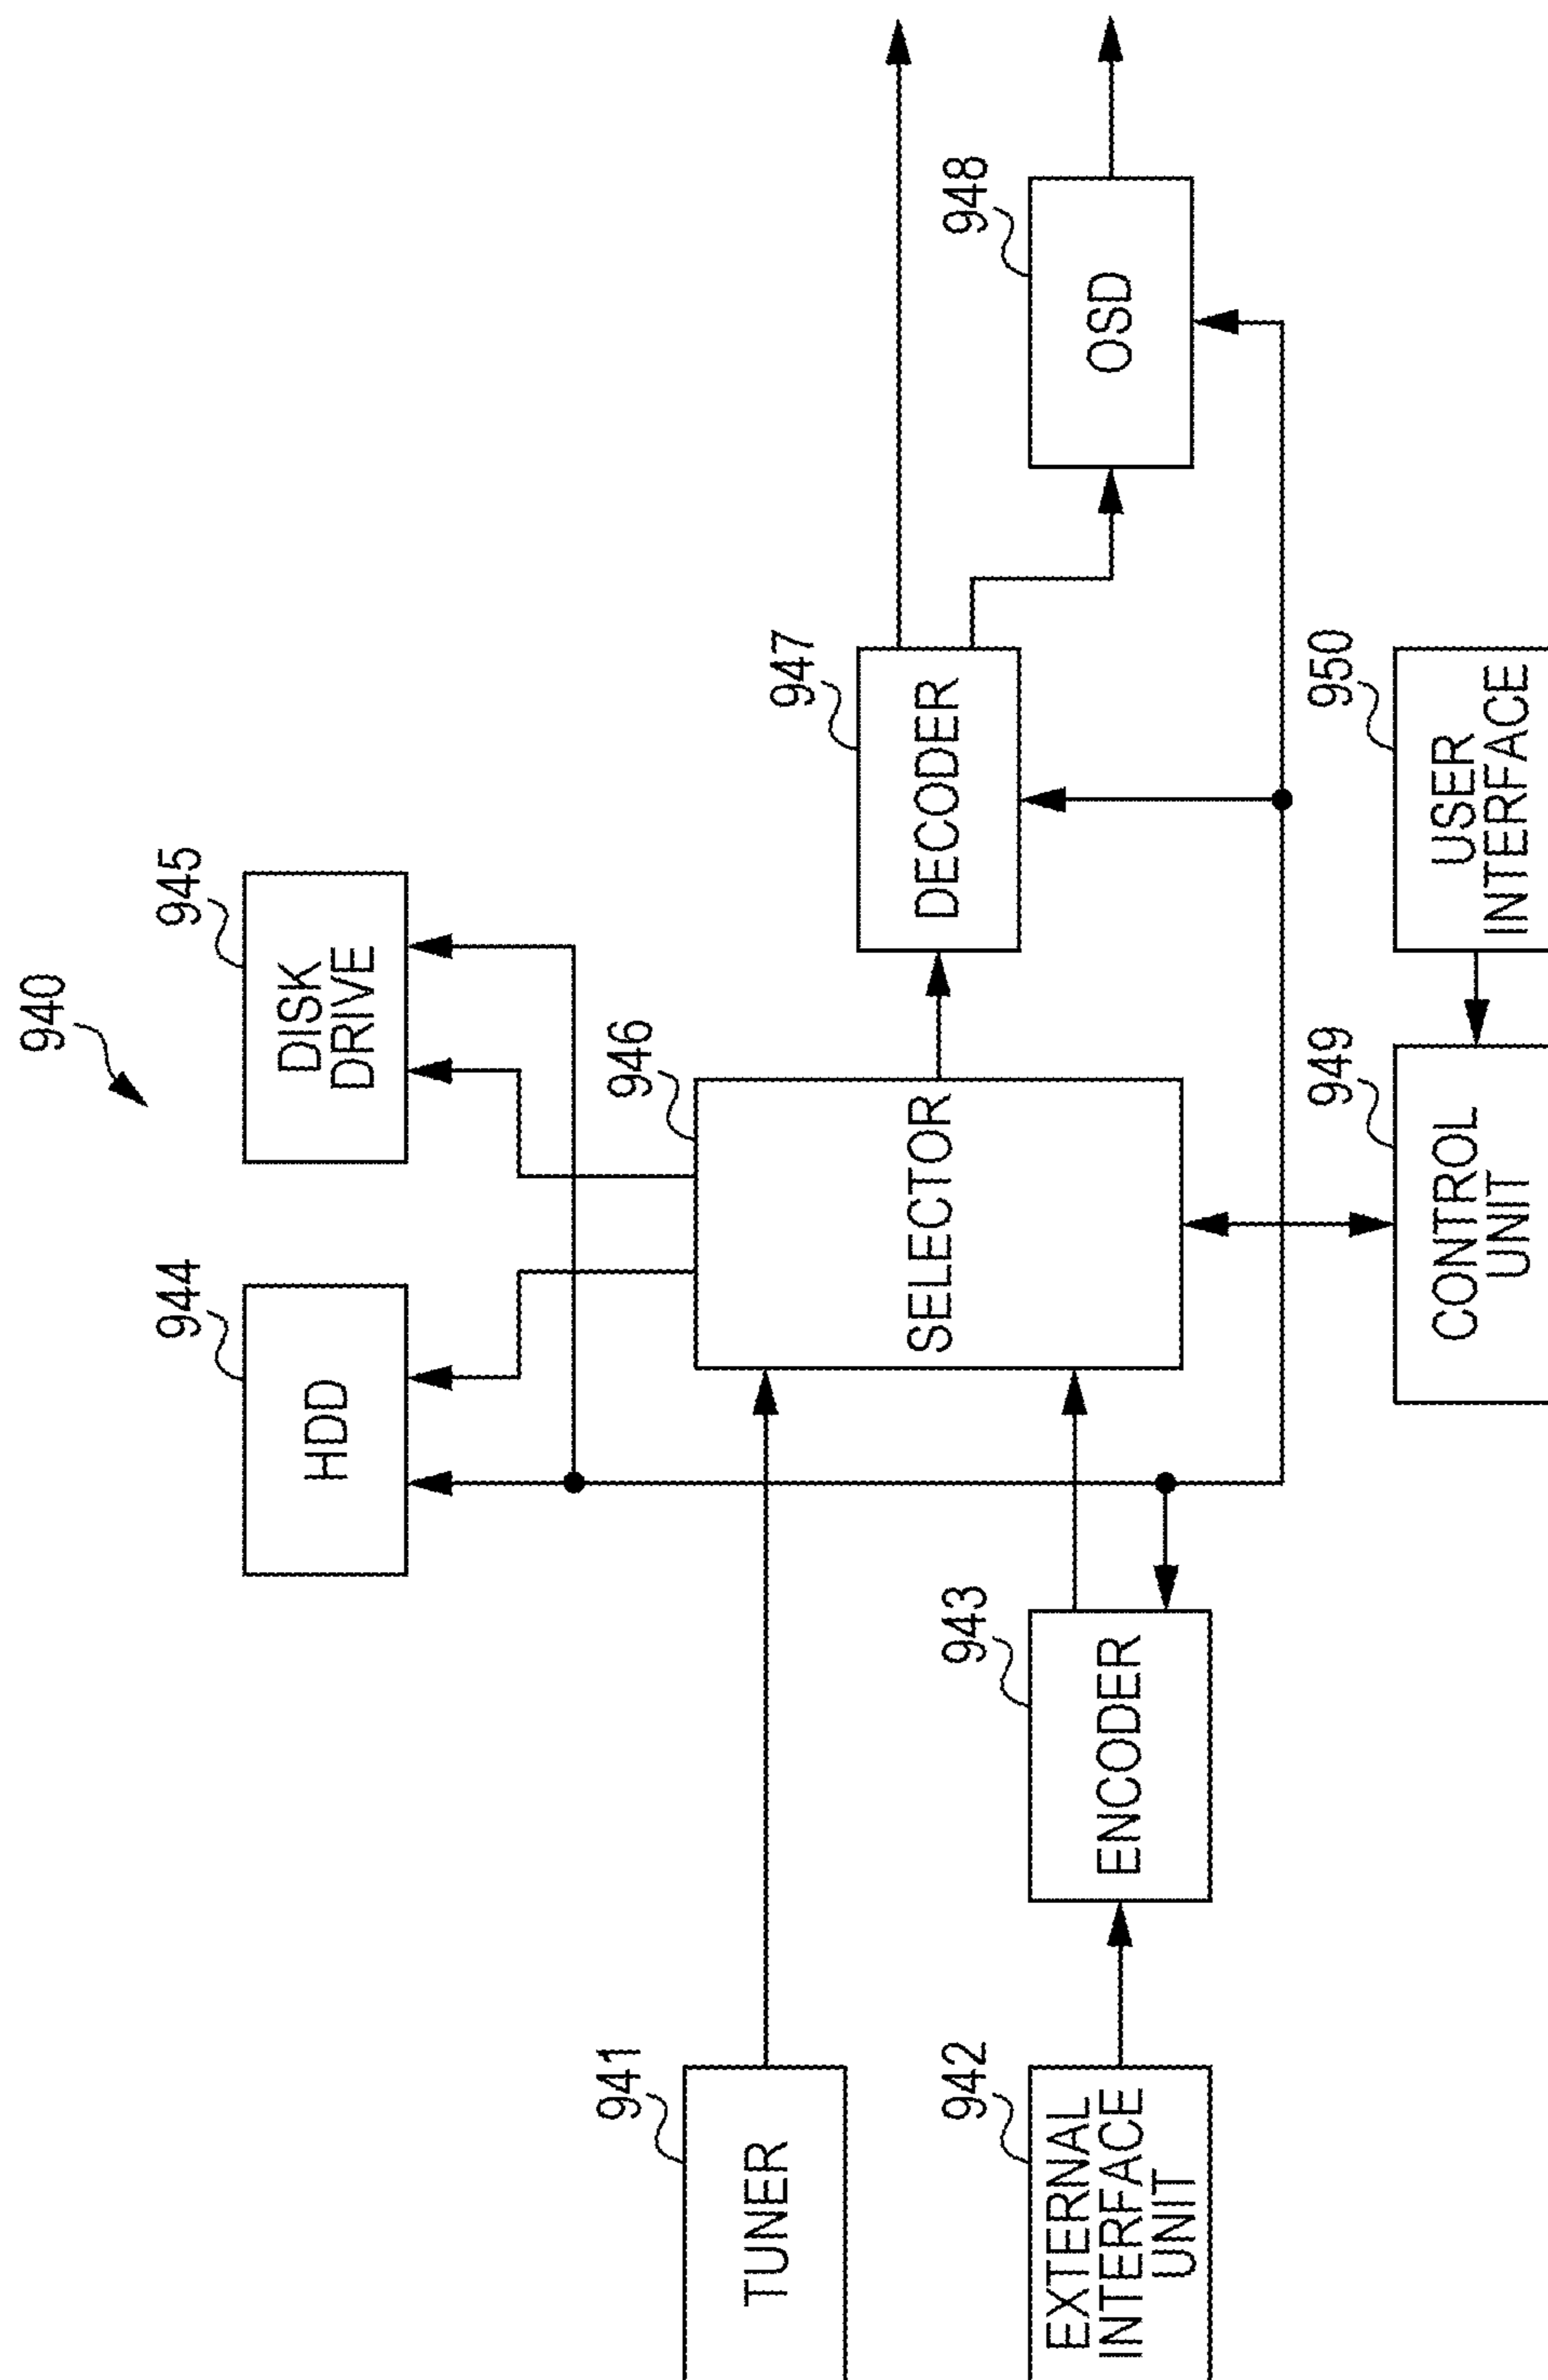 940
944
HDD
945
DISK
DRIVE
941
TUNER
946
SELECTOR
947
DECODER
942
EXTERNAL
INTERFACE
UNIT
943
ENCODER
948
OSD
949
CONTROL
UNIT
950
USER
INTERFACE